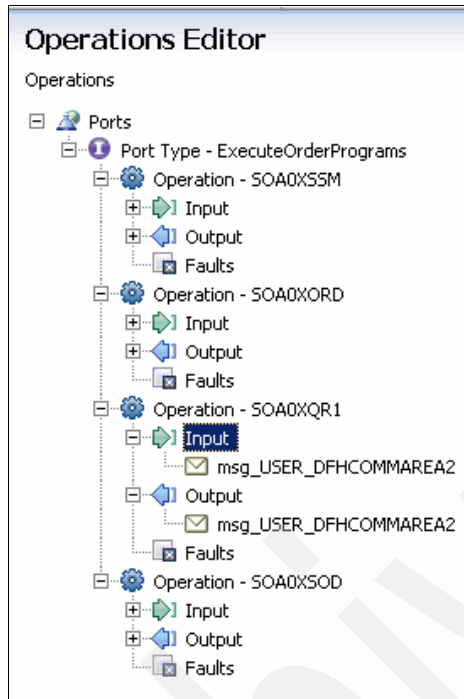 Operations Editor
Operations
Ports
Port Type - ExecuteOrderPrograms
Operation - SOA0XSSM
Input
Output
Faults
Operation - SOA0XORD
Input
Output
Faults
Operation - SOA0XQR1
Input
msg_USER_DFHCOMMAREA2
Output
msg_USER_DFHCOMMAREA2
Faults
Operation - SOA0XSOD
Input
Output
Faults